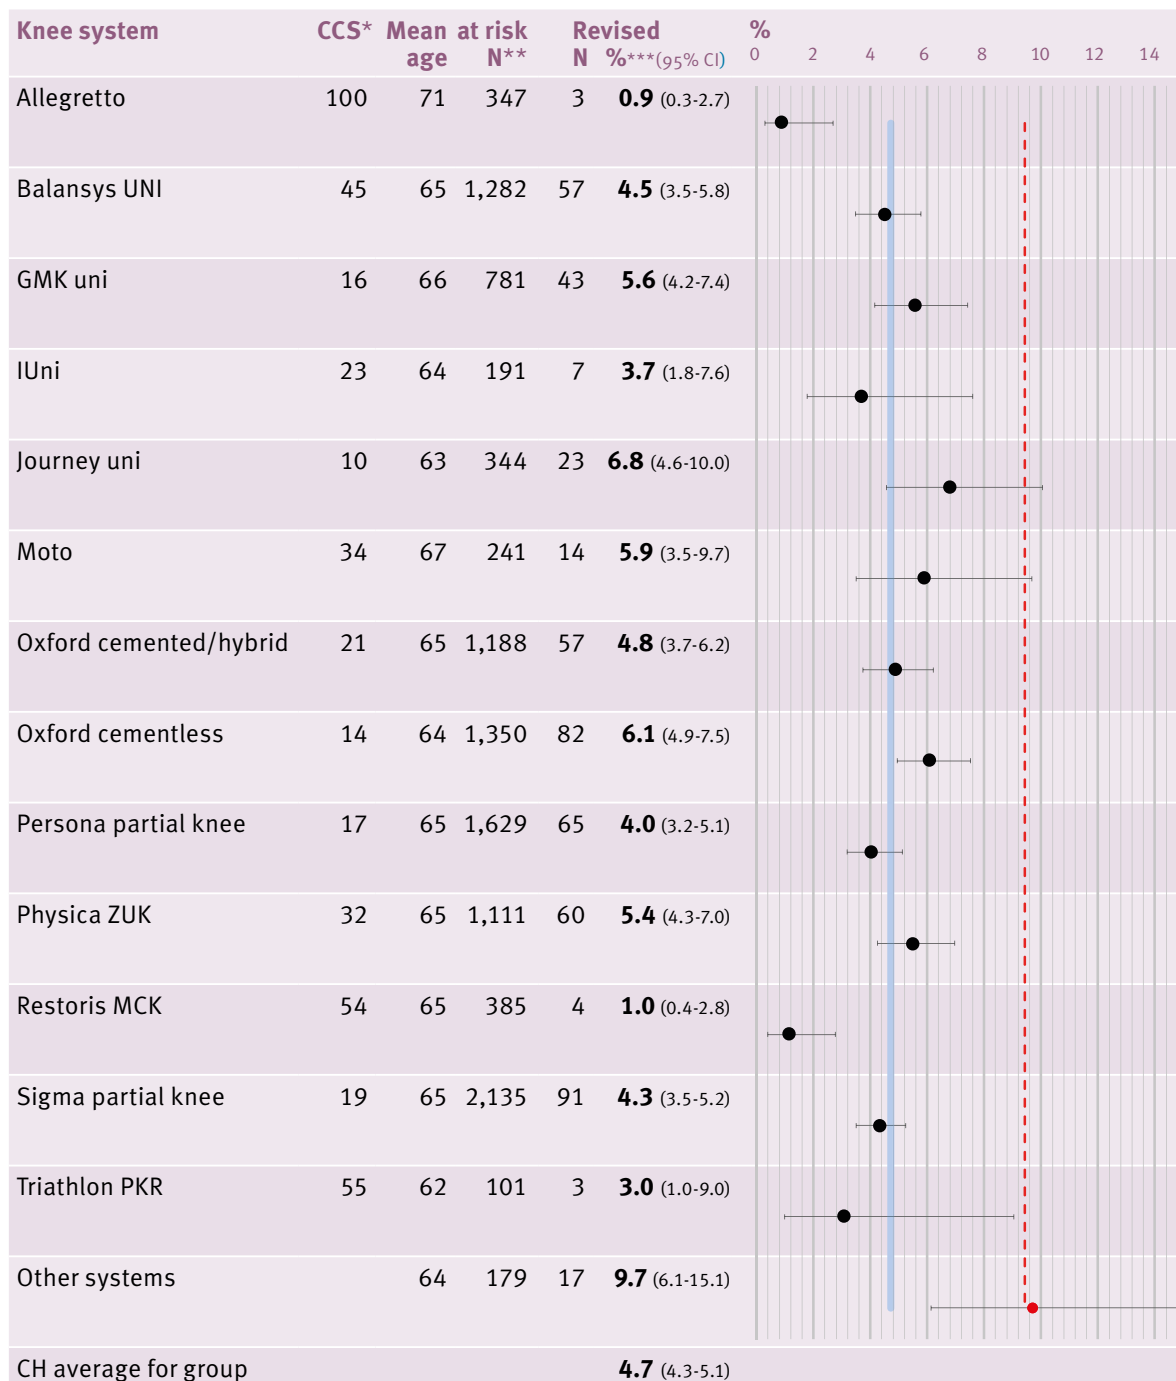 Knee system CCS* Mean at risk Revised %
age N** N %***(95% CI) 0 2 4 6 8 10 12 14
Allegretto 100 71 347 3 0.9 (0.3-2.7)
Balansys UNI 45 65 1,282 57 4.5 (3.5-5.8)
GMK uni 16 66 781 43 5.6 (4.2-7.4)
IUni 23 64 191 7 3.7 (1.8-7.6)
Journey uni 10 63 344 23 6.8 (4.6-10.0)
Moto 34 67 241 14 5.9 (3.5-9.7)
Oxford cemented/hybrid 21 65 1,188 57 4.8 (3.7-6.2)
Oxford cementless 14 64 1,350 82 6.1 (4.9-7.5)
Persona partial knee 17 65 1,629 65 4.0 (3.2-5.1)
Physica ZUK 32 65 1,111 60 5.4 (4.3-7.0)
Restoris MCK 54 65 385 4 1.0 (0.4-2.8)
Sigma partial knee 19 65 2,135 91 4.3 (3.5-5.2)
Triathlon PKR 55 62 101 3 3.0 (1.0-9.0)
Other systems 64 179 17 9.7 (6.1-15.1)
CH average for group 4.7 (4.3-5.1)